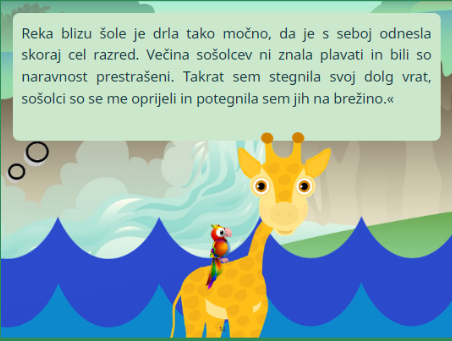 Reka blizu šole je drla tako močno, da je s seboj odnesla
skoraj cel razred. Večina sošolcev ni znala plavati in bili so
naravnost prestrašeni. Takrat sem stegnila svoj dolg vrat,
sošolci so se me oprijeli in potegnila sem jih na brežino.«